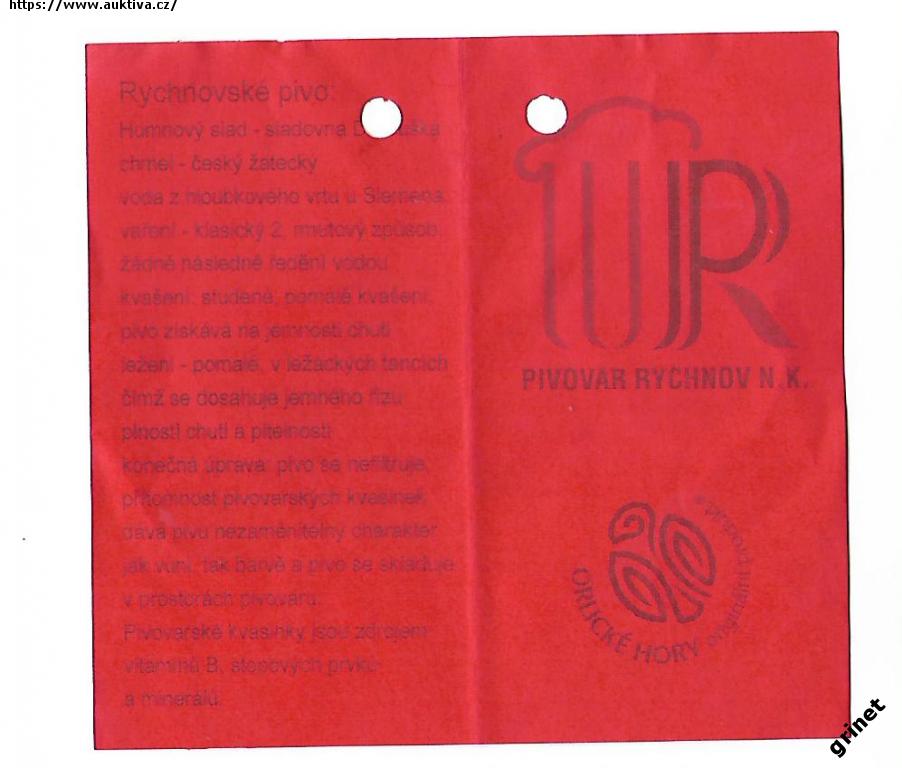 https://www.auktiva.cz/
Rychnovské pivo:
Humnový slad - sladovna
chmel - český žatecky
voda z hloubkového vrtu u Slemena
vaření - klasický 2. rmutový způsob,
žádné následné ředění vodou
kvašení: studené, pomalé kvašení,
pivo získává na jemnosti chuti
ležení - pomalé, v ležáckých tancích
čímž se dosahuje jemného řízu
plnosti chuti a pitelnosti
konečná úprava: pivo se nefiltruje,
přítomnost pivovarských kvasinek
dává pivu nezaměnitelný charakter
jak vůní, tak barvě a pivo se skladuje
v prostorách pivovaru.
Pivovarské kvasinky jsou zdrojem
vitamínů B, stopových prvků
a minerálů.
PIVOVAR RYCHNOV N. K.
ORLICKÉ HORY originální produkt
grinet